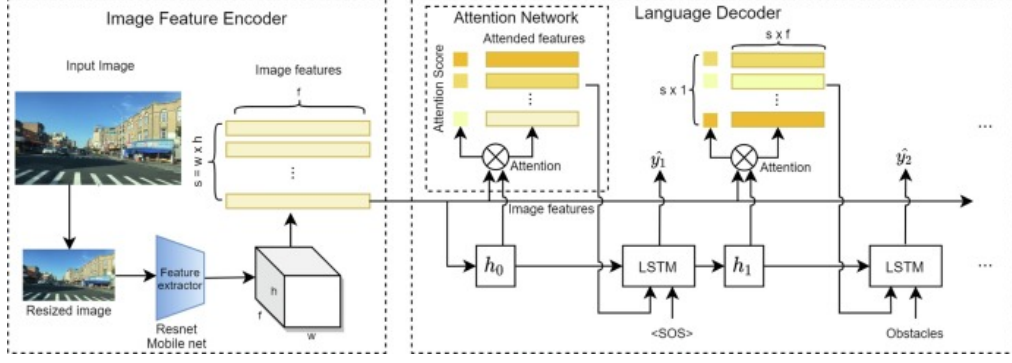 Image Feature Encoder
Input Image
Image features
f
s = w x h
Resized image
Feature
extractor
Resnet
Mobile net
h
f
w
Attention Network
Attended features
Attention Score
⋮
Attention
Image features
h₀
ŷ₁
LSTM
<SOS>
Language Decoder
s x f
s x 1
⋮
Attention
h₁
ŷ₂
LSTM
Obstacles
...
...